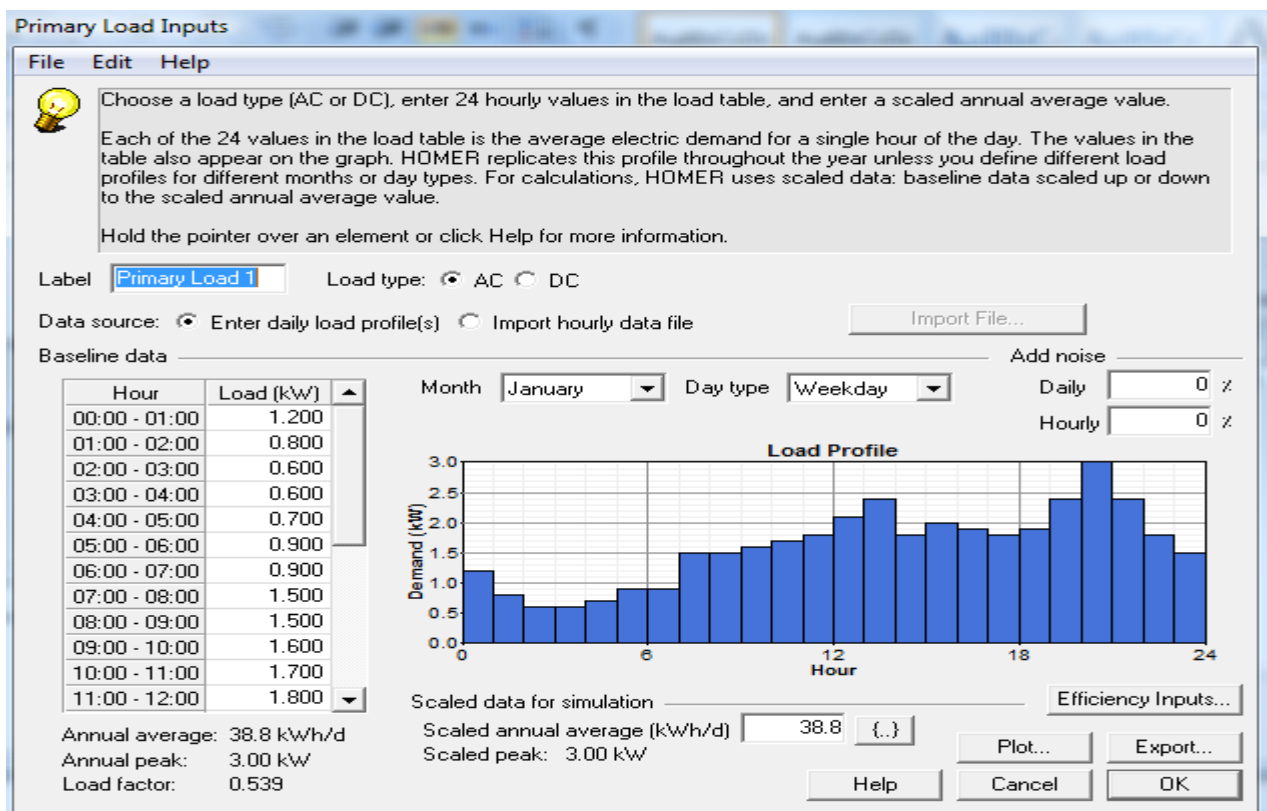 Primary Load Inputs
File Edit Help
Choose a load type (AC or DC), enter 24 hourly values in the load table, and enter a scaled annual average value.
Each of the 24 values in the load table is the average electric demand for a single hour of the day. The values in the
table also appear on the graph. HOMER replicates this profile throughout the year unless you define different load
profiles for different months or day types. For calculations, HOMER uses scaled data: baseline data scaled up or down
to the scaled annual average value.
Hold the pointer over an element or click Help for more information.
Label Primary Load 1 Load type: AC DC
Data source: Enter daily load profile(s) Import hourly data file Import File...
Baseline data Add noise
Month January Day type Weekday Daily 0 %
Hourly 0 %
Hour Load (kW)
00:00 - 01:00 1.200
01:00 - 02:00 0.800
02:00 - 03:00 0.600
03:00 - 04:00 0.600
04:00 - 05:00 0.700
05:00 - 06:00 0.900
06:00 - 07:00 0.900
07:00 - 08:00 1.500
08:00 - 09:00 1.500
09:00 - 10:00 1.600
10:00 - 11:00 1.700
11:00 - 12:00 1.800
Load Profile
Demand (kW)
3.0
2.5
2.0
1.5
1.0
0.5
0.0
0 6 12 18 24
Hour
Annual average: 38.8 kWh/d
Annual peak: 3.00 kW
Load factor: 0.539
Scaled data for simulation
Scaled annual average (kWh/d) 38.8 {..}
Scaled peak: 3.00 kW
Efficiency Inputs...
Plot... Export...
Help Cancel OK